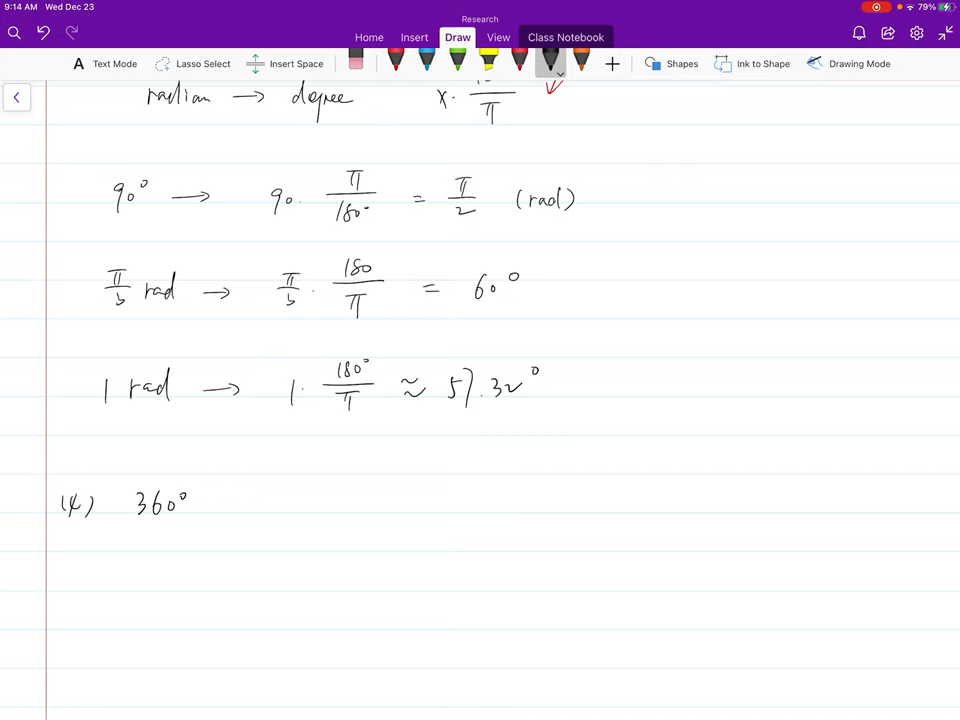 9:14 AM Wed Dec 23
79%
Research
Home Insert Draw View Class Notebook
Text Mode Lasso Select Insert Space Shapes Ink to Shape Drawing Mode
radian → degree x · —/π
90° → 90 · π/180° = π/2 (rad)
π/3 rad → π/3 · 180/π = 60°
1 rad → 1 · 180°/π ≈ 57.32°
(4) 360°